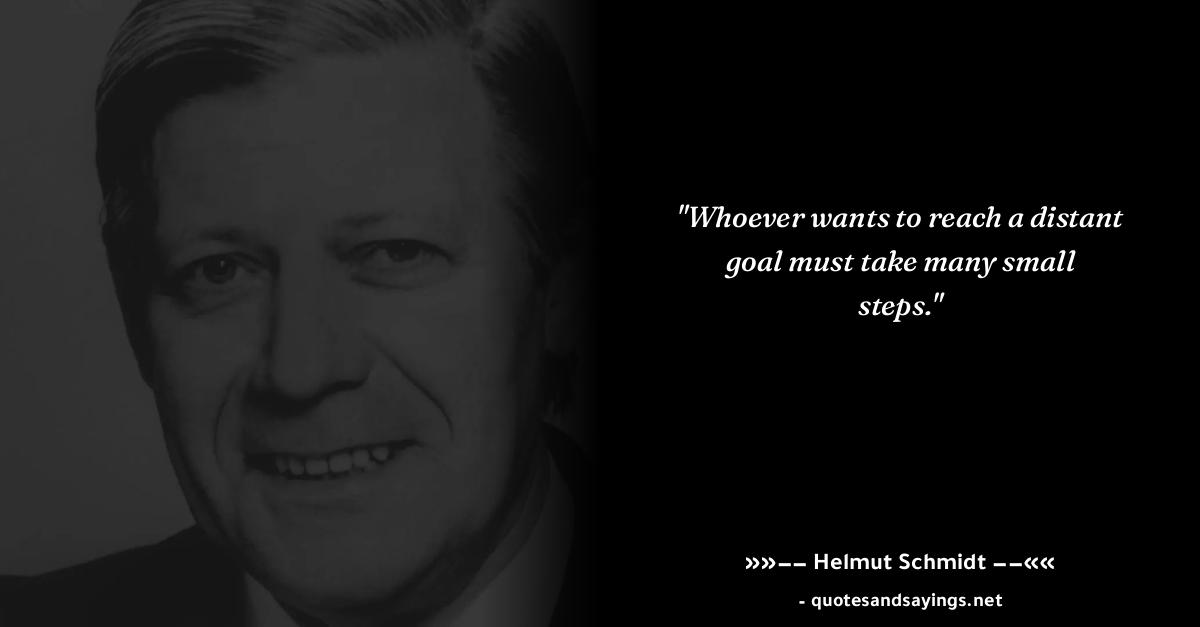 "Whoever wants to reach a distant
goal must take many small
steps."
»»−− Helmut Schmidt −−««
- quotesandsayings.net